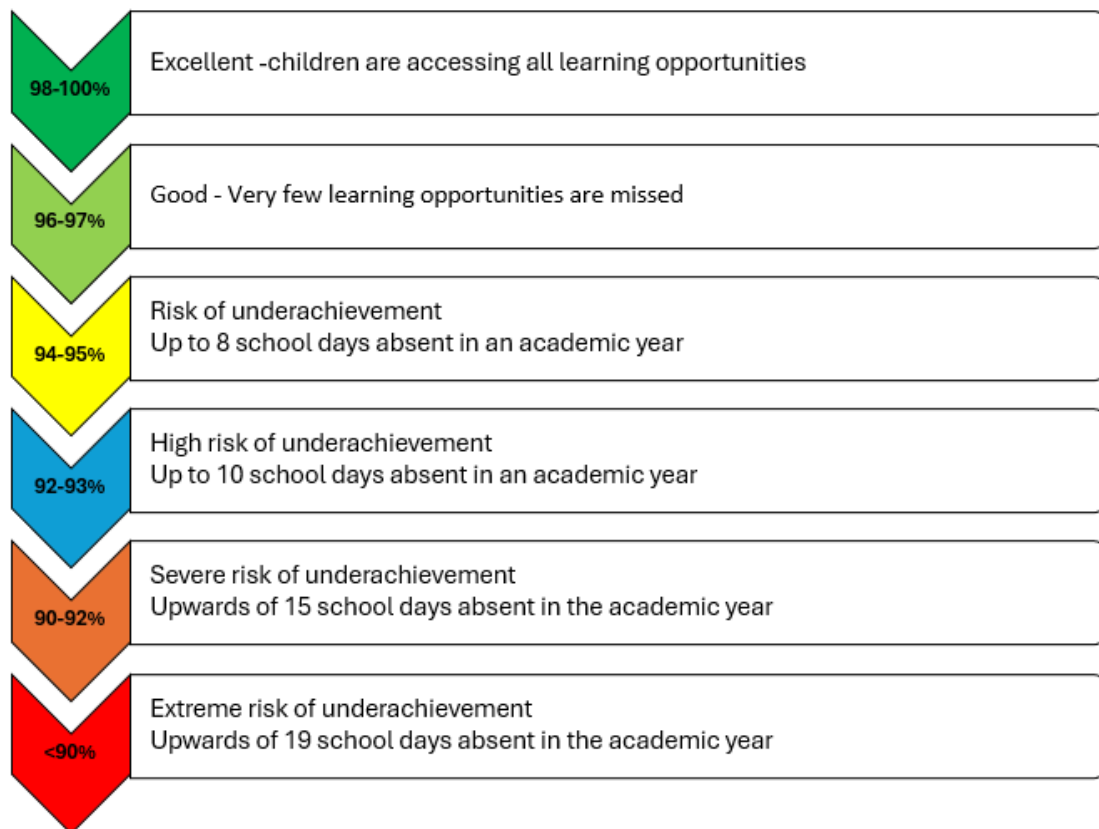 98-100%
Excellent -children are accessing all learning opportunities
96-97%
Good - Very few learning opportunities are missed
94-95%
Risk of underachievement
Up to 8 school days absent in an academic year
92-93%
High risk of underachievement
Up to 10 school days absent in an academic year
90-92%
Severe risk of underachievement
Upwards of 15 school days absent in the academic year
<90%
Extreme risk of underachievement
Upwards of 19 school days absent in the academic year